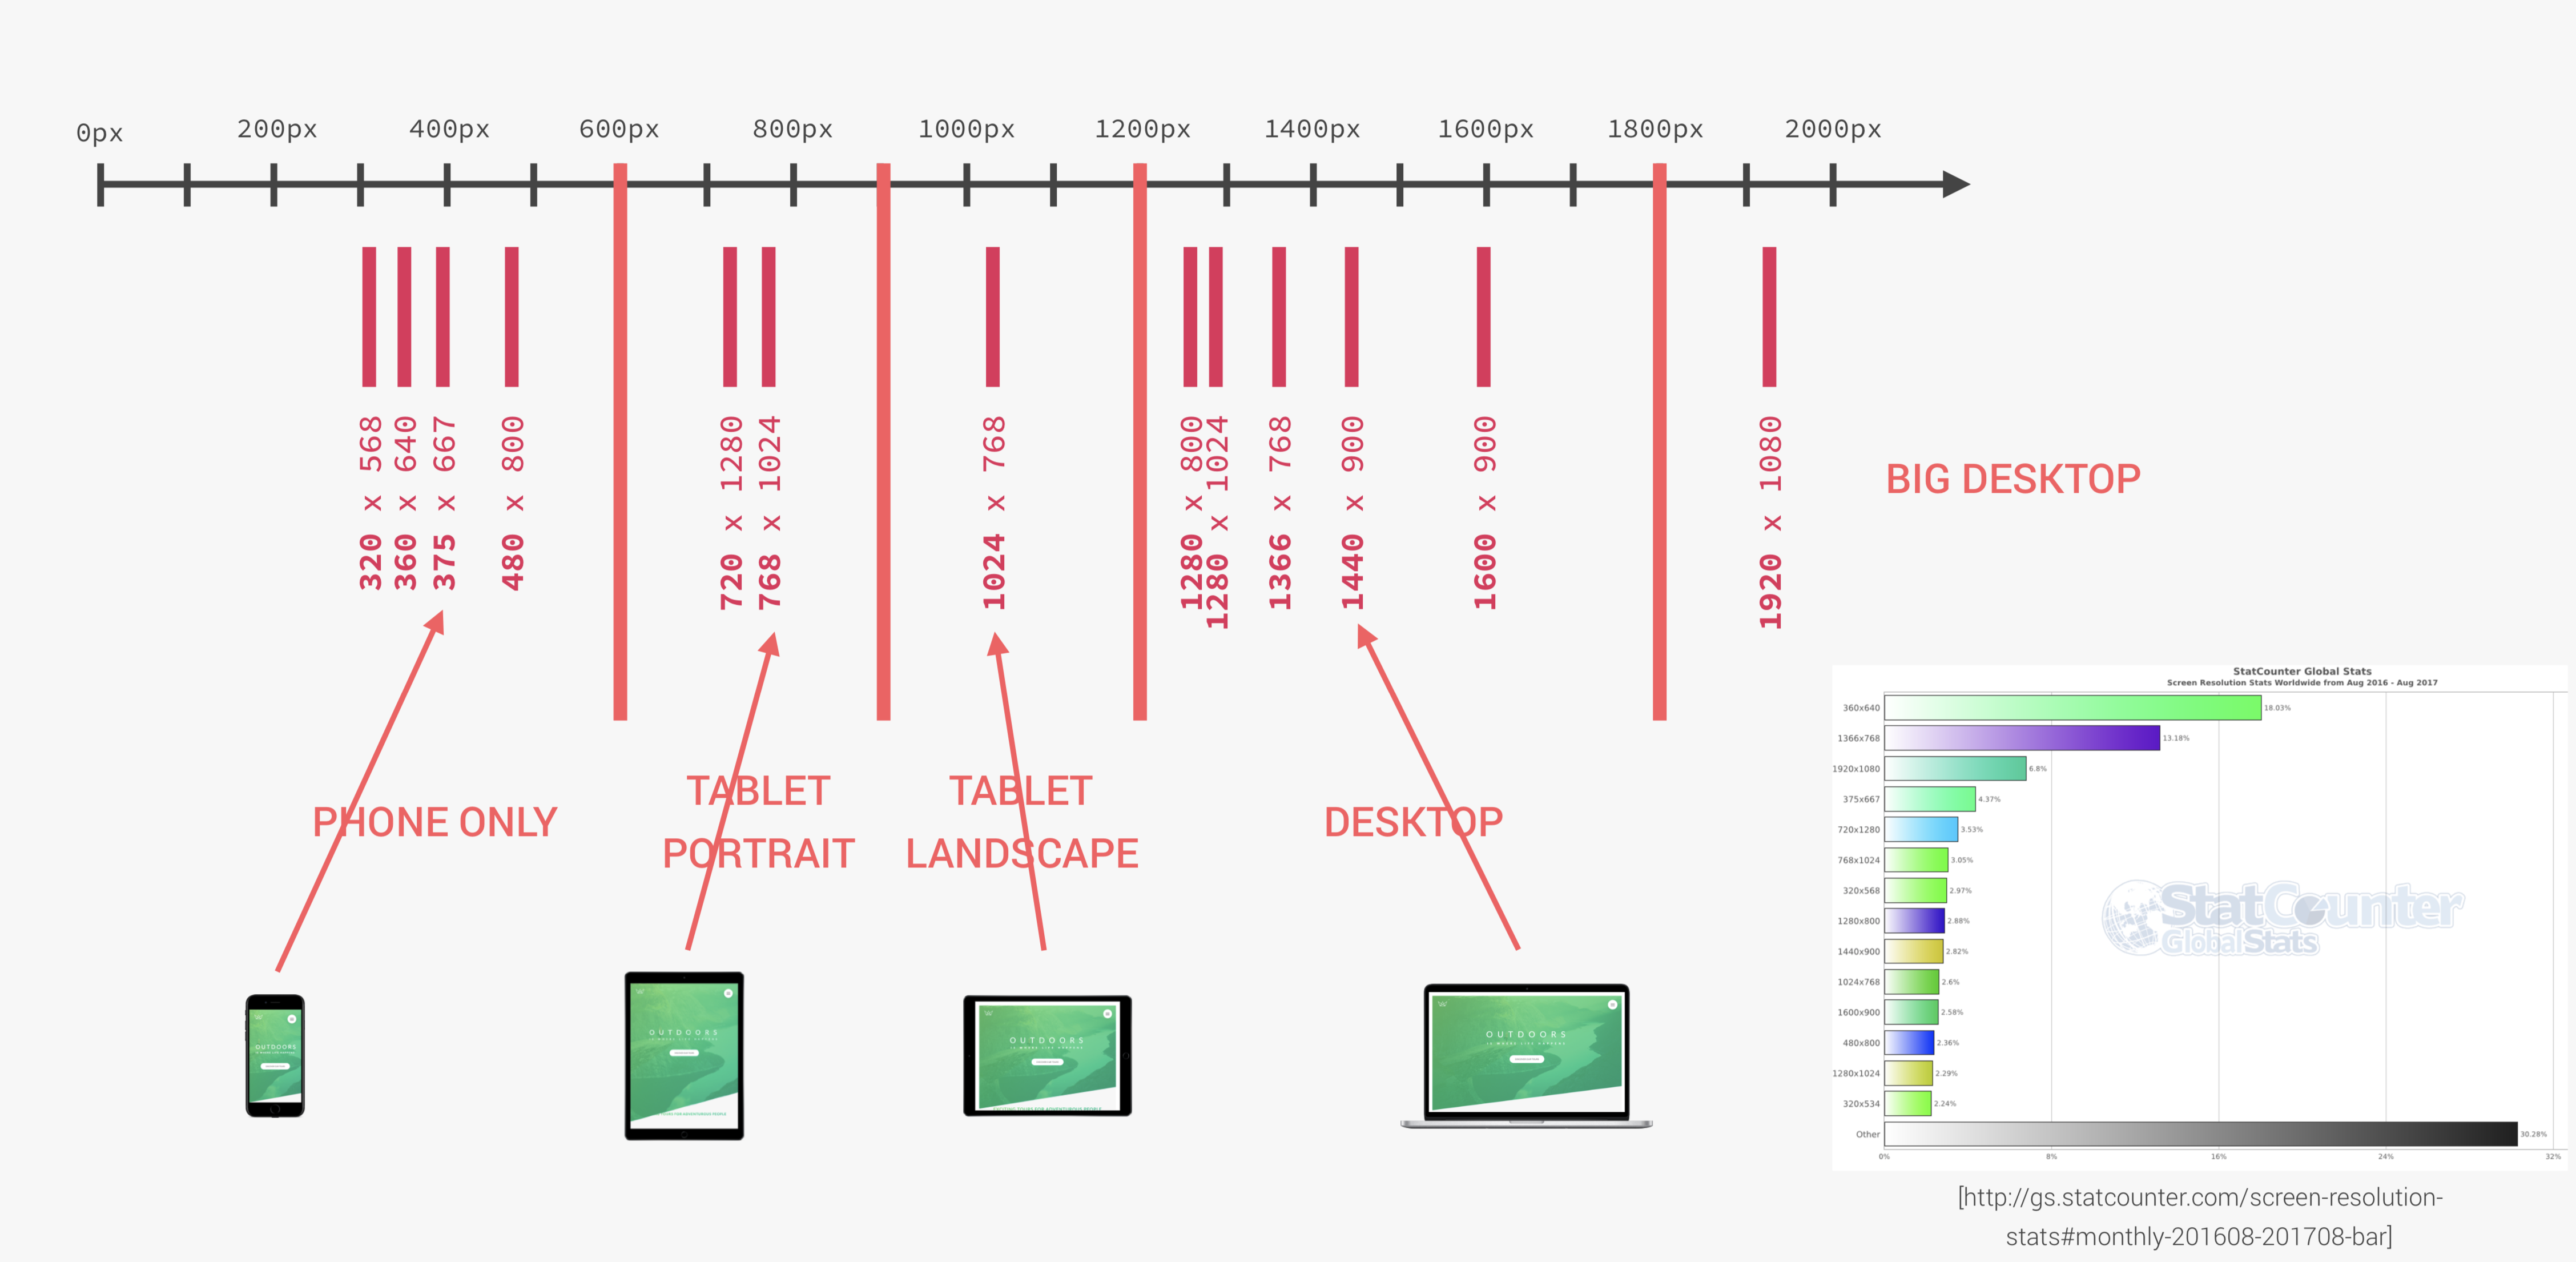 0px
200px
400px
600px
800px
1000px
1200px
1400px
1600px
1800px
2000px
320 x 568
360 x 640
375 x 667
480 x 800
720 x 1280
768 x 1024
1024 x 768
1280 x 800
1280 x 1024
1366 x 768
1440 x 900
1600 x 900
1920 x 1080
BIG DESKTOP
PHONE ONLY
TABLET
PORTRAIT
TABLET
LANDSCAPE
DESKTOP
OUTDOORS
OUTDOORS
OUTDOORS
OUTDOORS
StatCounter Global Stats
Screen Resolution Stats Worldwide from Aug 2016 - Aug 2017
360x640 18.03%
1366x768 13.18%
1920x1080 6.8%
375x667 4.37%
720x1280 3.53%
768x1024 3.05%
320x568 2.97%
1280x800 2.88%
1440x900 2.82%
1024x768 2.6%
1600x900 2.58%
480x800 2.36%
1280x1024 2.29%
320x534 2.24%
Other 30.28%
0% 8% 16% 24% 32%
StatCounter
GlobalStats
[http://gs.statcounter.com/screen-resolution-
stats#monthly-201608-201708-bar]